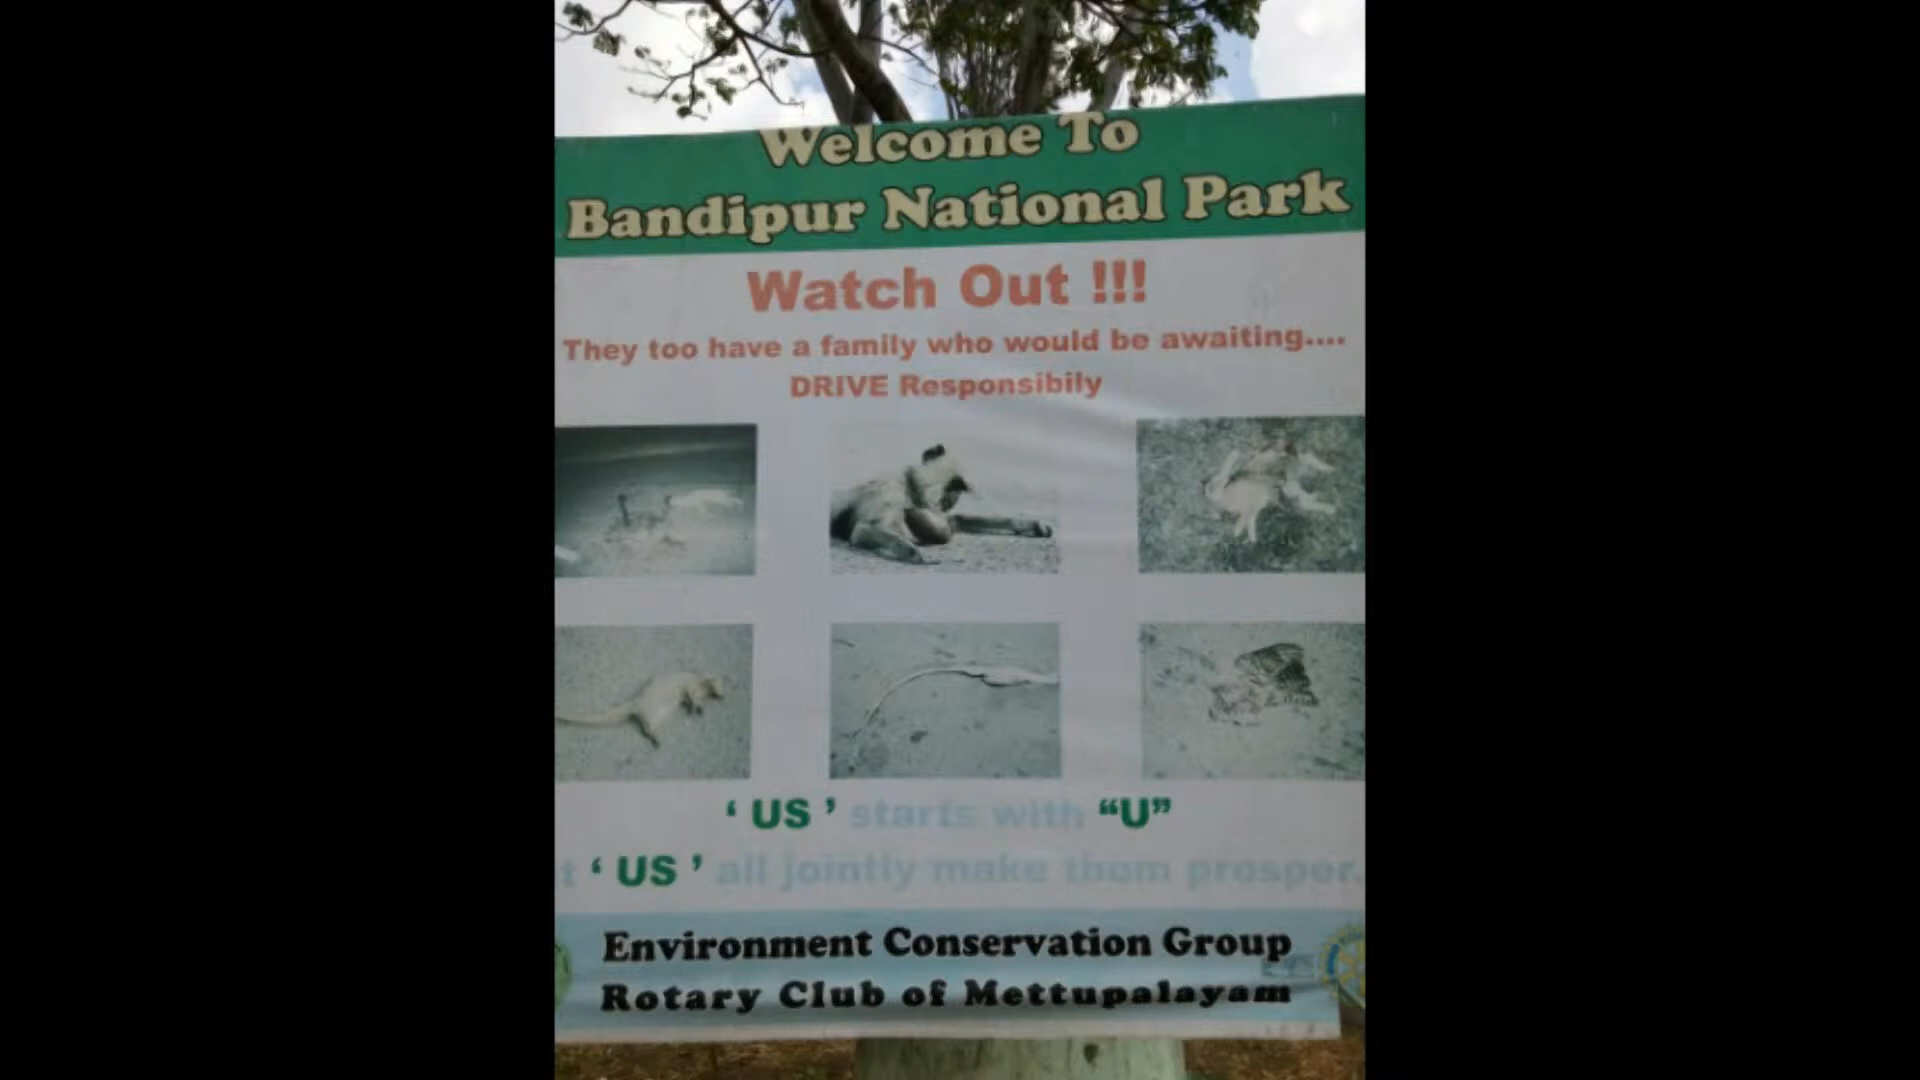 Welcome To
Bandipur National Park
Watch Out !!!
They too have a family who would be awaiting....
DRIVE Responsibily
‘ US ’ starts with “U”
t ‘ US ’ all jointly make them prosper.
Environment Conservation Group
Rotary Club of Mettupalayam